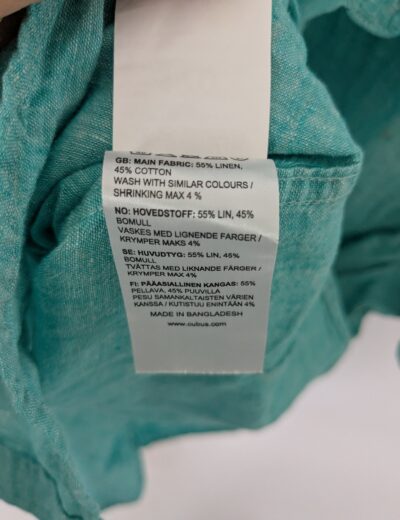 GB: MAIN FABRIC: 55% LINEN,
45% COTTON
WASH WITH SIMILAR COLOURS /
SHRINKING MAX 4 %
NO: HOVEDSTOFF: 55% LIN, 45%
BOMULL
VASKES MED LIGNENDE FARGER /
KRYMPER MAKS 4%
SE: HUVUDTYG: 55% LIN, 45%
BOMULL
TVÄTTAS MED LIKNANDE FÄRGER /
KRYMPER MAX 4%
FI: PÄÄASIALLINEN KANGAS: 55%
PELLAVA, 45% PUUVILLA
PESU SAMANKALTAISTEN VÄRIEN
KANSSA / KUTISTUU ENINTÄÄN 4%
MADE IN BANGLADESH
www.cubus.com